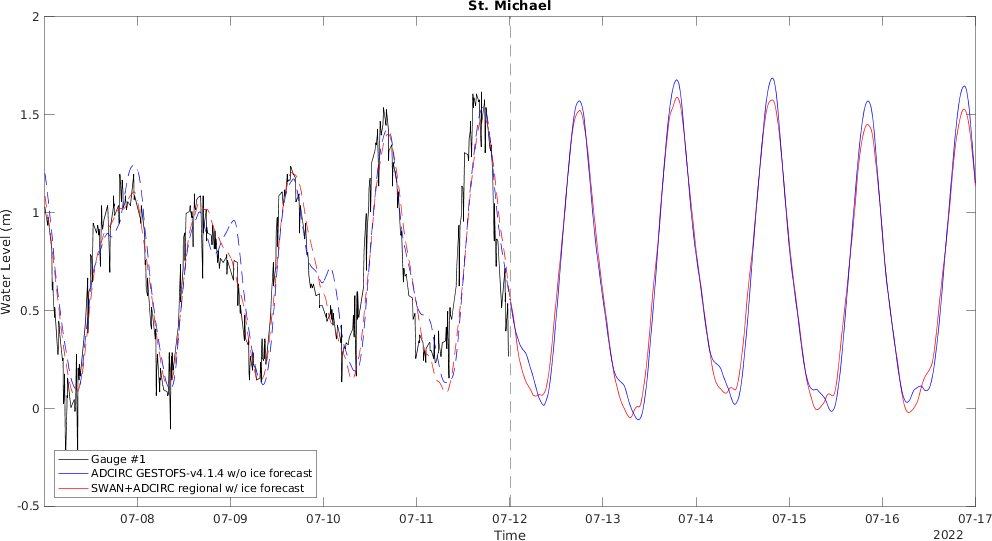 St. Michael
2
1.5
1
0.5
0
-0.5
Water Level (m)
Gauge #1
ADCIRC GESTOFS-v4.1.4 w/o ice forecast
SWAN+ADCIRC regional w/ ice forecast
07-08 07-09 07-10 07-11 07-12 07-13 07-14 07-15 07-16 07-17
Time
2022